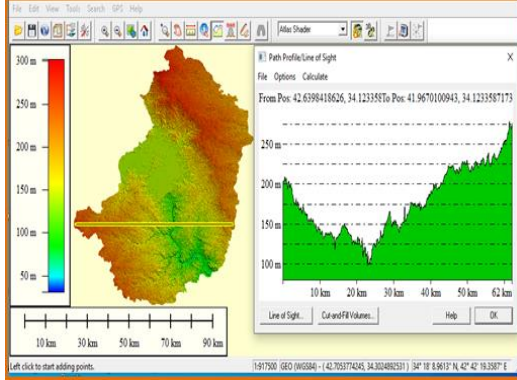 File Edit View Tools Search GPS Help
Atlas Shader
300 m
250 m
200 m
150 m
100 m
50 m
10 km 30 km 50 km 70 km 90 km
Path Profile/Line of Sight
File Options Calculate
From Pos: 42.6398418626, 34.123358To Pos: 41.9670100943, 34.1233587173
250 m
200 m
150 m
100 m
10 km 20 km 30 km 40 km 50 km 62 km
Line of Sight... Cut-and-Fill Volumes... Help OK
Left click to start adding points.
1:917500 GEO (WGS84) - ( 42.7053774245, 34.3024892531 ) 34° 18' 8.9613" N, 42° 42' 19.3587" E